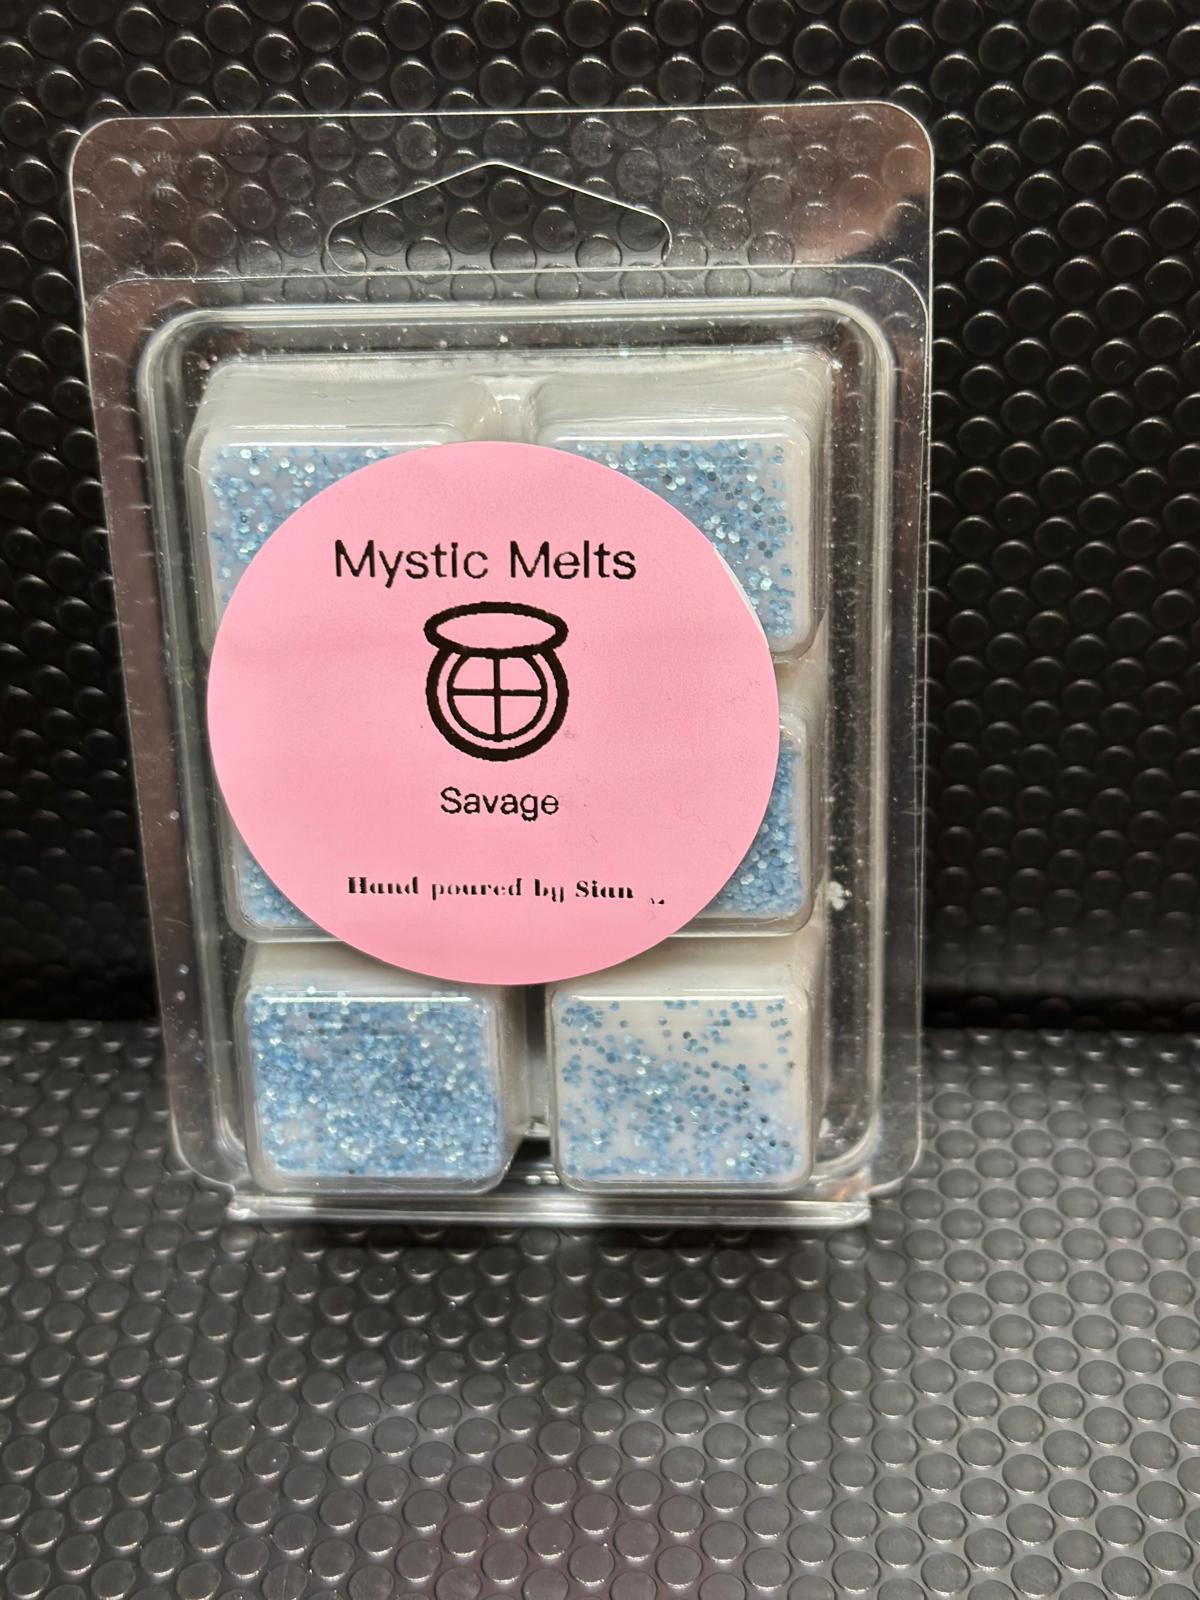 Mystic Melts
Savage
Hand poured by Sian